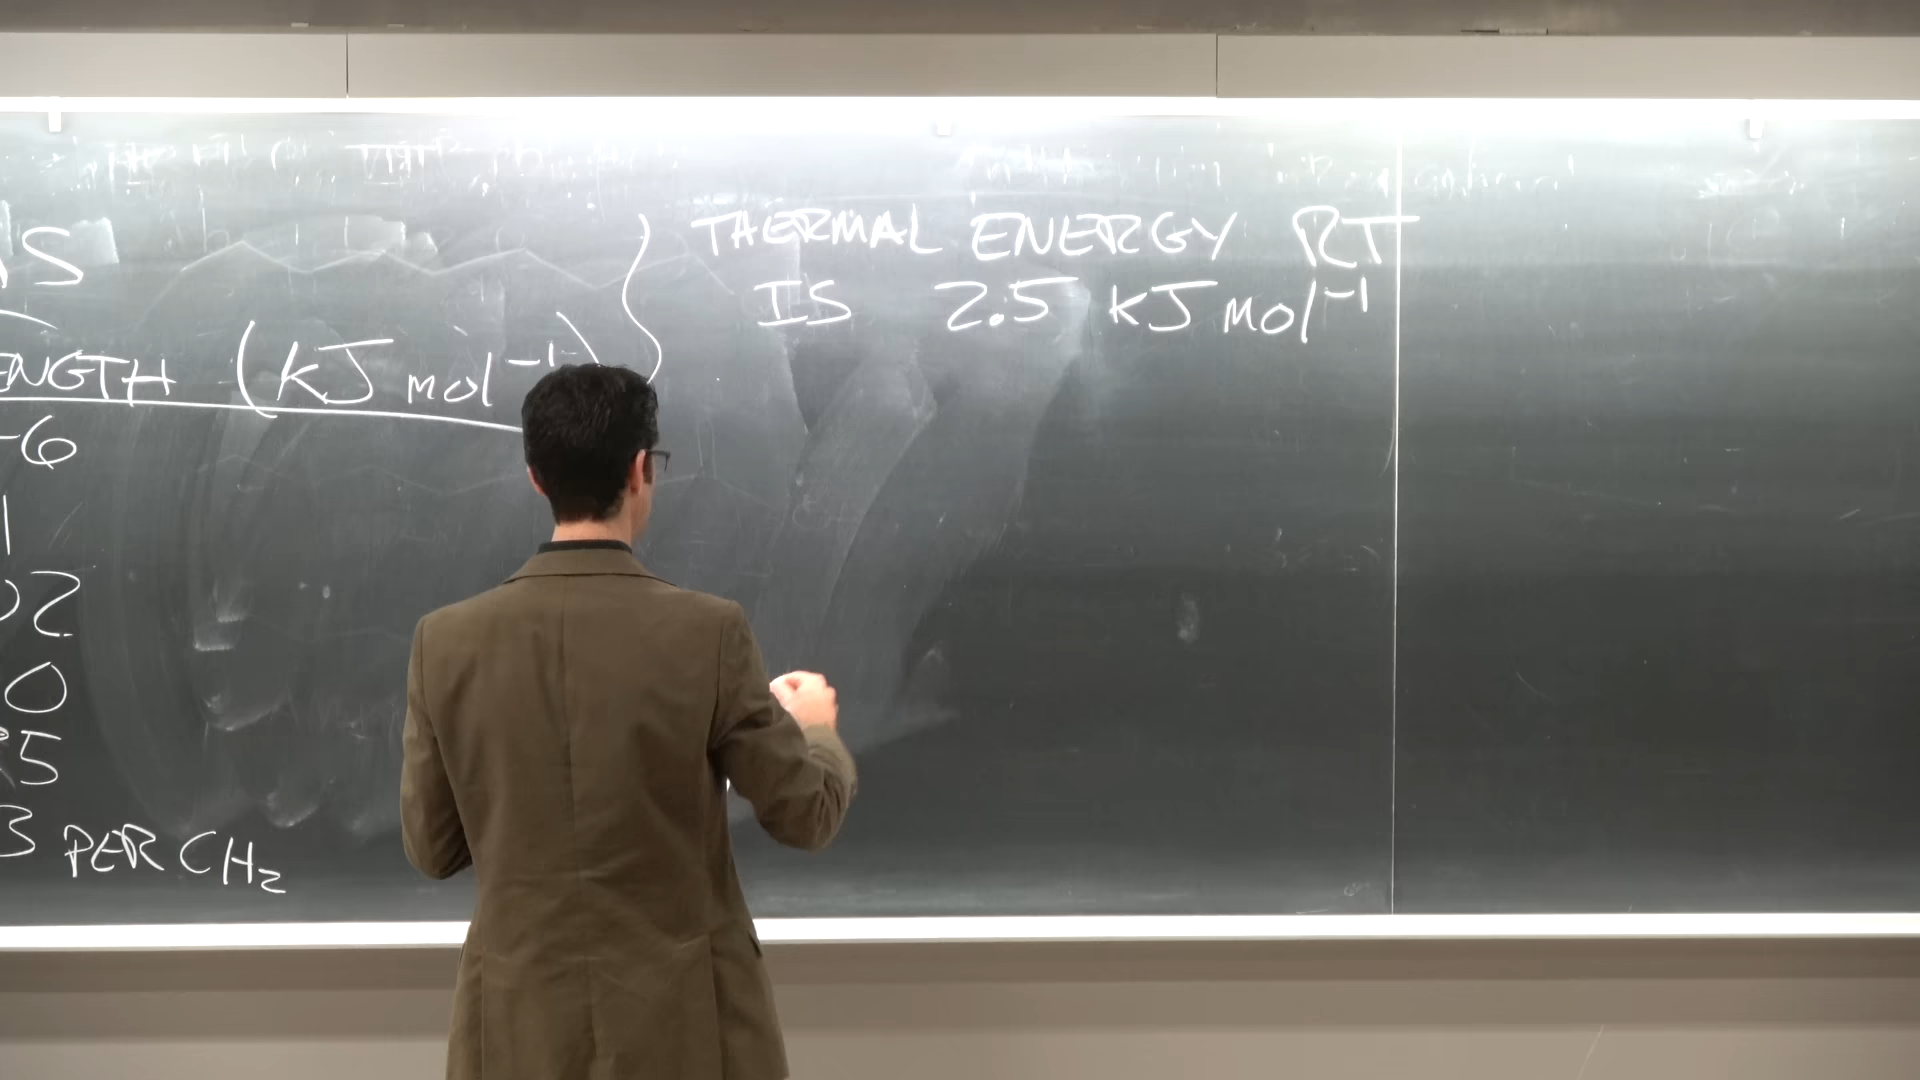 S
THERMAL ENERGY RT
IS 2.5 kJ mol⁻¹
ENGTH (kJ mol⁻¹)
-6
1
02
0
25
3 PER CH₂